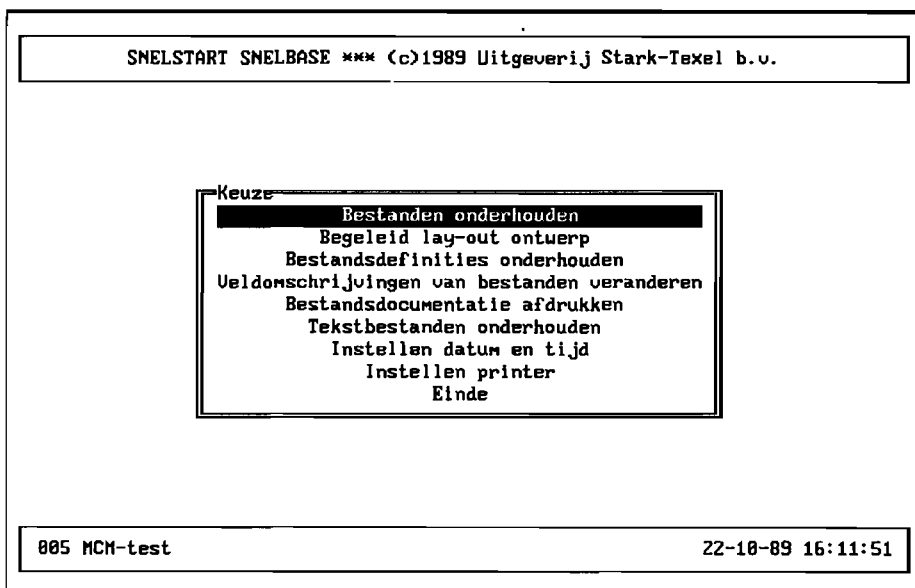 SNELSTART SNELBASE *** (c)1989 Uitgeverij Stark-Texel b.v.
Keuze
Bestanden onderhouden
Begeleid lay-out ontwerp
Bestandsdefinities onderhouden
Veldomschrijvingen van bestanden veranderen
Bestandsdocumentatie afdrukken
Tekstbestanden onderhouden
Instellen datum en tijd
Instellen printer
Einde
005 MCM-test 22-10-89 16:11:51